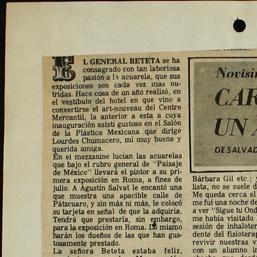 EL GENERAL BETETA se ha
consagrado con tan laboriosa
pasión a la acuarela, que sus
exposiciones son cada vez mas nu-
tridas. Hace cosa de un año realizó, en
el vestíbulo del hotel en que vino a
convertirse el art-nouveau del Centro
Mercantil, la anterior a esta a cuya
inauguración asistí gustoso en el Salón
de la Plástica Mexicana que dirige
Lourdes Chumacero, mi muy buena y
querida amiga.
En el mezzanine lucían las acuarelas
que bajo el rubro general de "Paisaje
de México" llevará el pintor a su pri-
mera exposición en Roma, a fines de
julio. A Agustín Salvat le encantó una
que muestra una apacible calle de
Pátzcuaro, y sin más ni más, le colocó
su tarjeta en señal de que la adquiría.
Tendrá que prestarla, sin embargo,
para la exposición en Roma. Lo mismo
harán los dueños de las que han gus-
tosamente prestado.
La señora Beteta estaba feliz,
Novísi
CAR
UN A
DE SALVAD
Bárbara Gil etc.;
lista, no se suele d
Me queda cerca el
me fui una noche de
a ver "Sigue tu Ond
me había visitado
sesión de inhaloter
dente del fisioterap
revivir nuestras v
con un alumno i